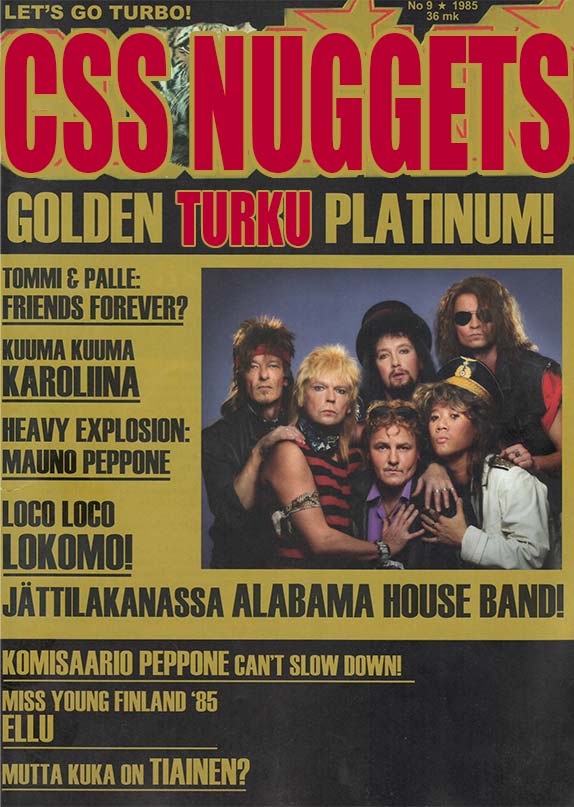 LET'S GO TURBO!
No 9 ★ 1985
36 mk
CSS NUGGETS
GOLDEN TURKU PLATINUM!
TOMMI & PALLE:
FRIENDS FOREVER?
KUUMA KUUMA
KAROLIINA
HEAVY EXPLOSION:
MAUNO PEPPONE
LOCO LOCO
LOKOMO!
JÄTTILAKANASSA ALABAMA HOUSE BAND!
KOMISAARIO PEPPONE CAN'T SLOW DOWN!
MISS YOUNG FINLAND '85
ELLU
MUTTA KUKA ON TIAINEN?